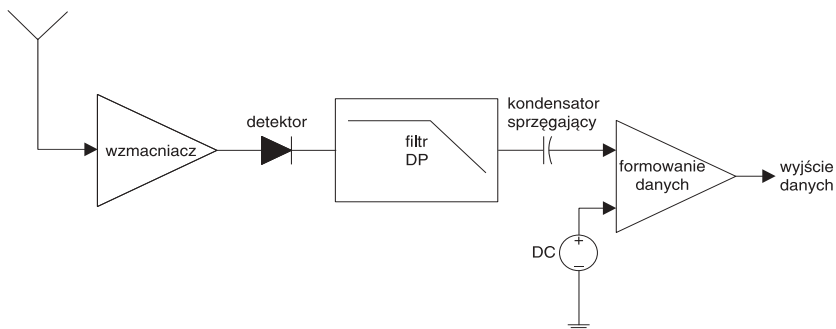 wzmacniacz
detektor
filtr
DP
kondensator
sprzęgający
formowanie
danych
wyjście
danych
DC
+
–